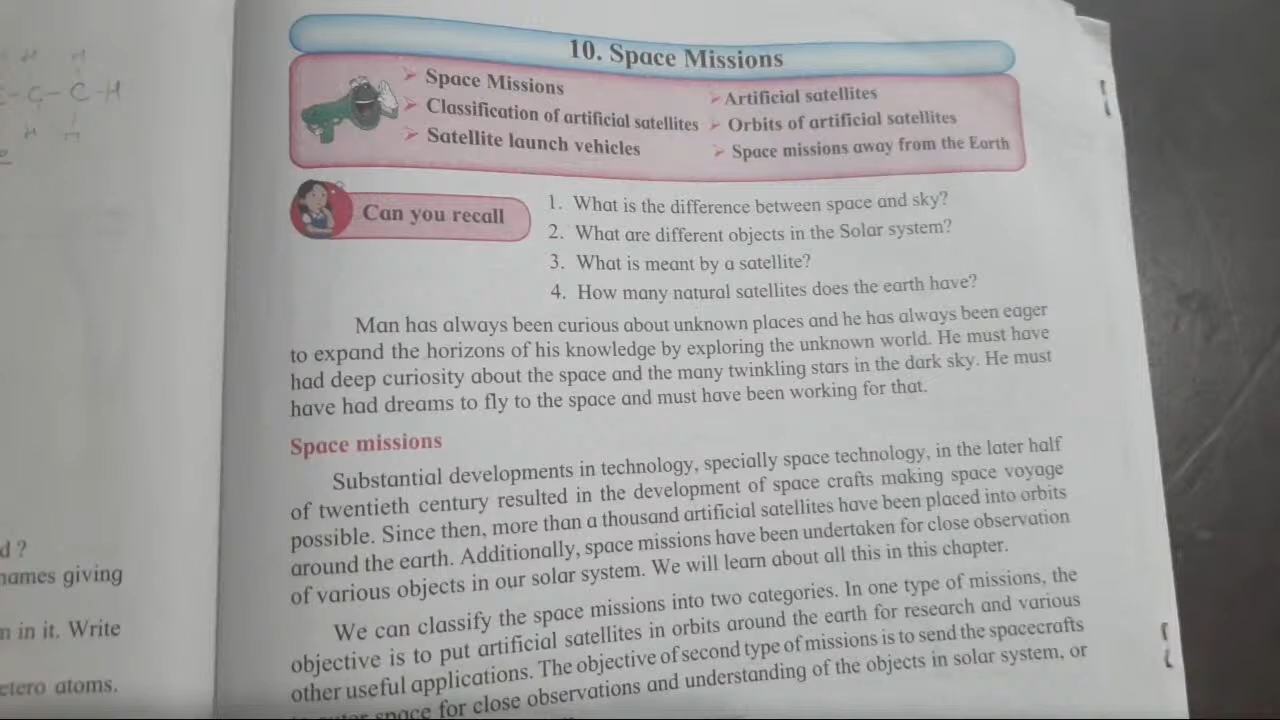 H H
C-C-C-H
H H
d ?
names giving
n in it. Write
etero atoms.
10. Space Missions
➢ Space Missions
➢ Classification of artificial satellites
➢ Satellite launch vehicles
➢ Artificial satellites
➢ Orbits of artificial satellites
➢ Space missions away from the Earth
Can you recall
1. What is the difference between space and sky?
2. What are different objects in the Solar system?
3. What is meant by a satellite?
4. How many natural satellites does the earth have?
Man has always been curious about unknown places and he has always been eager
to expand the horizons of his knowledge by exploring the unknown world. He must have
had deep curiosity about the space and the many twinkling stars in the dark sky. He must
have had dreams to fly to the space and must have been working for that.
Space missions
Substantial developments in technology, specially space technology, in the later half
of twentieth century resulted in the development of space crafts making space voyage
possible. Since then, more than a thousand artificial satellites have been placed into orbits
around the earth. Additionally, space missions have been undertaken for close observation
of various objects in our solar system. We will learn about all this in this chapter.
We can classify the space missions into two categories. In one type of missions, the
objective is to put artificial satellites in orbits around the earth for research and various
other useful applications. The objective of second type of missions is to send the spacecrafts
space for close observations and understanding of the objects in solar system, or